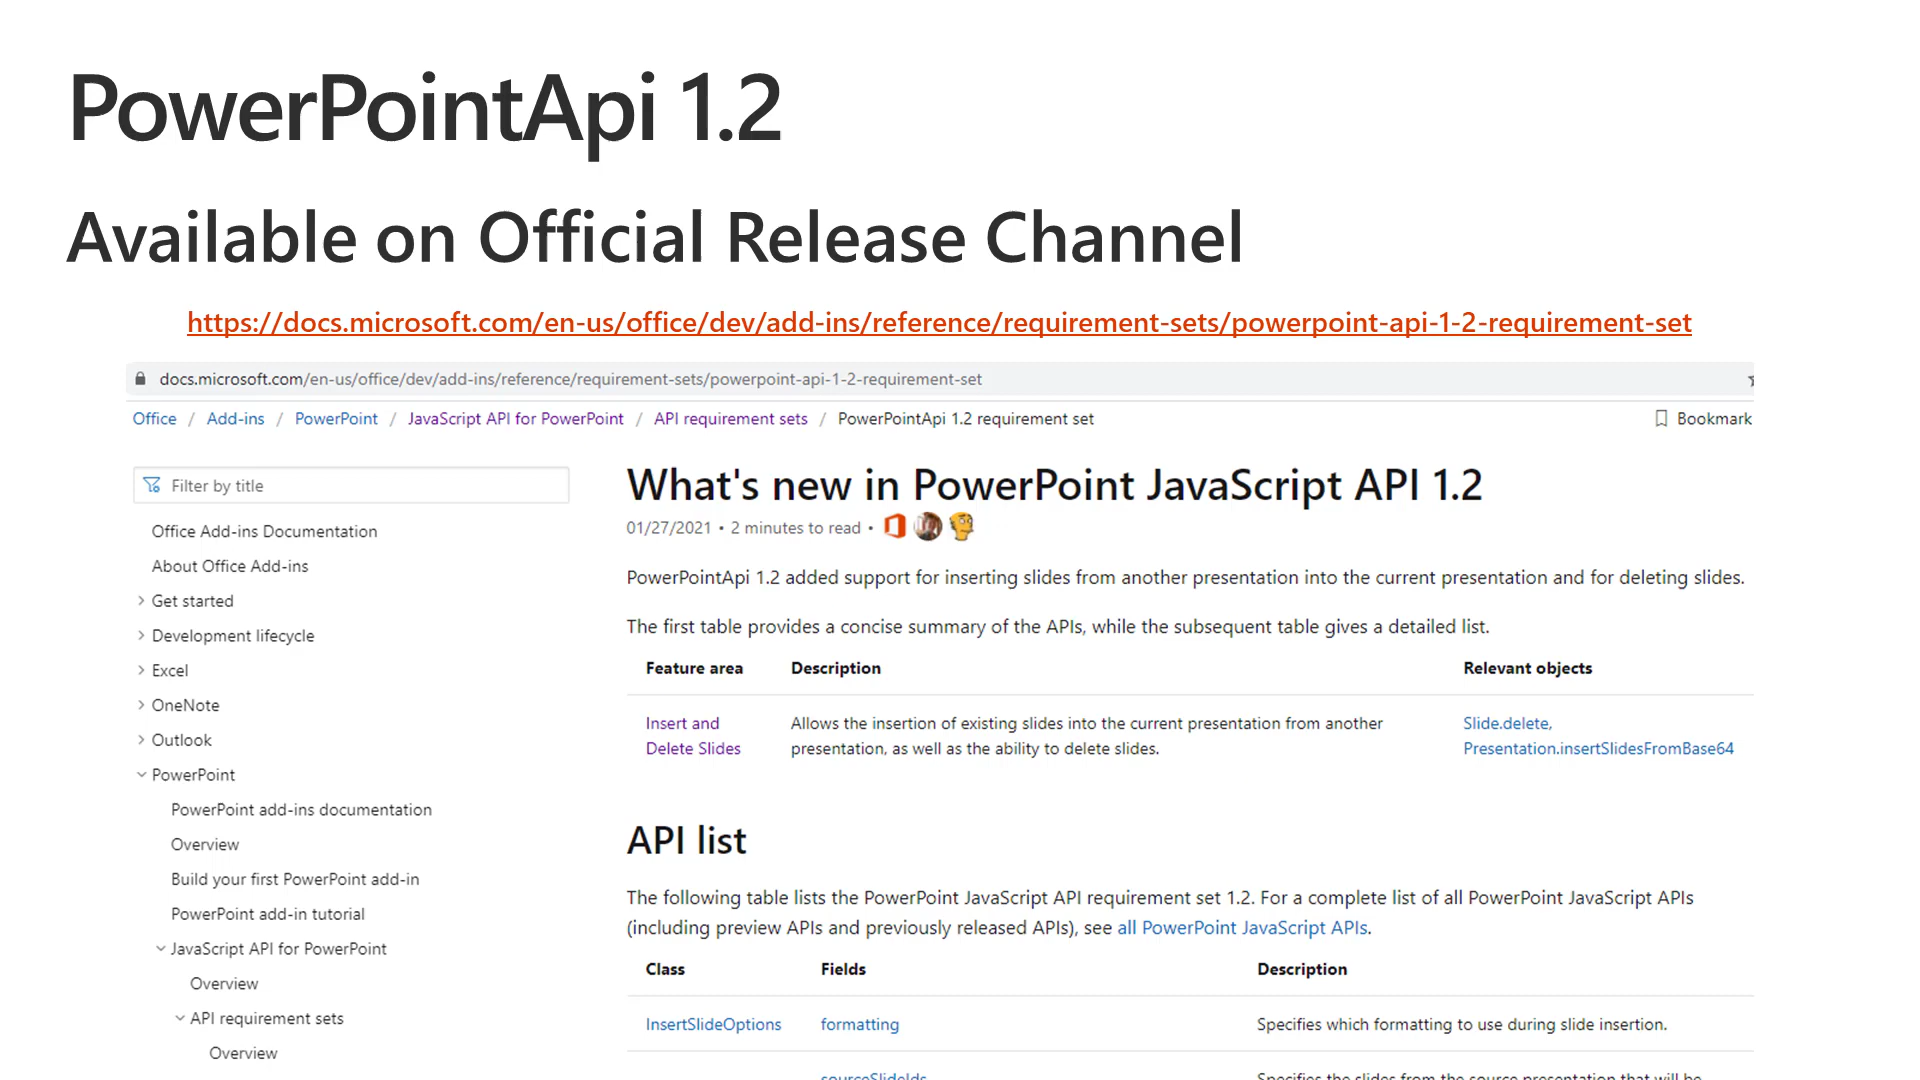 PowerPointApi 1.2
Available on Official Release Channel
https://docs.microsoft.com/en-us/office/dev/add-ins/reference/requirement-sets/powerpoint-api-1-2-requirement-set
docs.microsoft.com/en-us/office/dev/add-ins/reference/requirement-sets/powerpoint-api-1-2-requirement-set
Office / Add-ins / PowerPoint / JavaScript API for PowerPoint / API requirement sets / PowerPointApi 1.2 requirement set
Bookmark
Filter by title
Office Add-ins Documentation
About Office Add-ins
Get started
Development lifecycle
Excel
OneNote
Outlook
PowerPoint
PowerPoint add-ins documentation
Overview
Build your first PowerPoint add-in
PowerPoint add-in tutorial
JavaScript API for PowerPoint
Overview
API requirement sets
Overview
What's new in PowerPoint JavaScript API 1.2
01/27/2021 • 2 minutes to read •
PowerPointApi 1.2 added support for inserting slides from another presentation into the current presentation and for deleting slides.
The first table provides a concise summary of the APIs, while the subsequent table gives a detailed list.
Feature area Description Relevant objects
Insert and Allows the insertion of existing slides into the current presentation from another Slide.delete,
Delete Slides presentation, as well as the ability to delete slides. Presentation.insertSlidesFromBase64
API list
The following table lists the PowerPoint JavaScript API requirement set 1.2. For a complete list of all PowerPoint JavaScript APIs
(including preview APIs and previously released APIs), see all PowerPoint JavaScript APIs.
Class Fields Description
InsertSlideOptions formatting Specifies which formatting to use during slide insertion.
sourceSlideIds Specifies the slides from the source presentation that will be